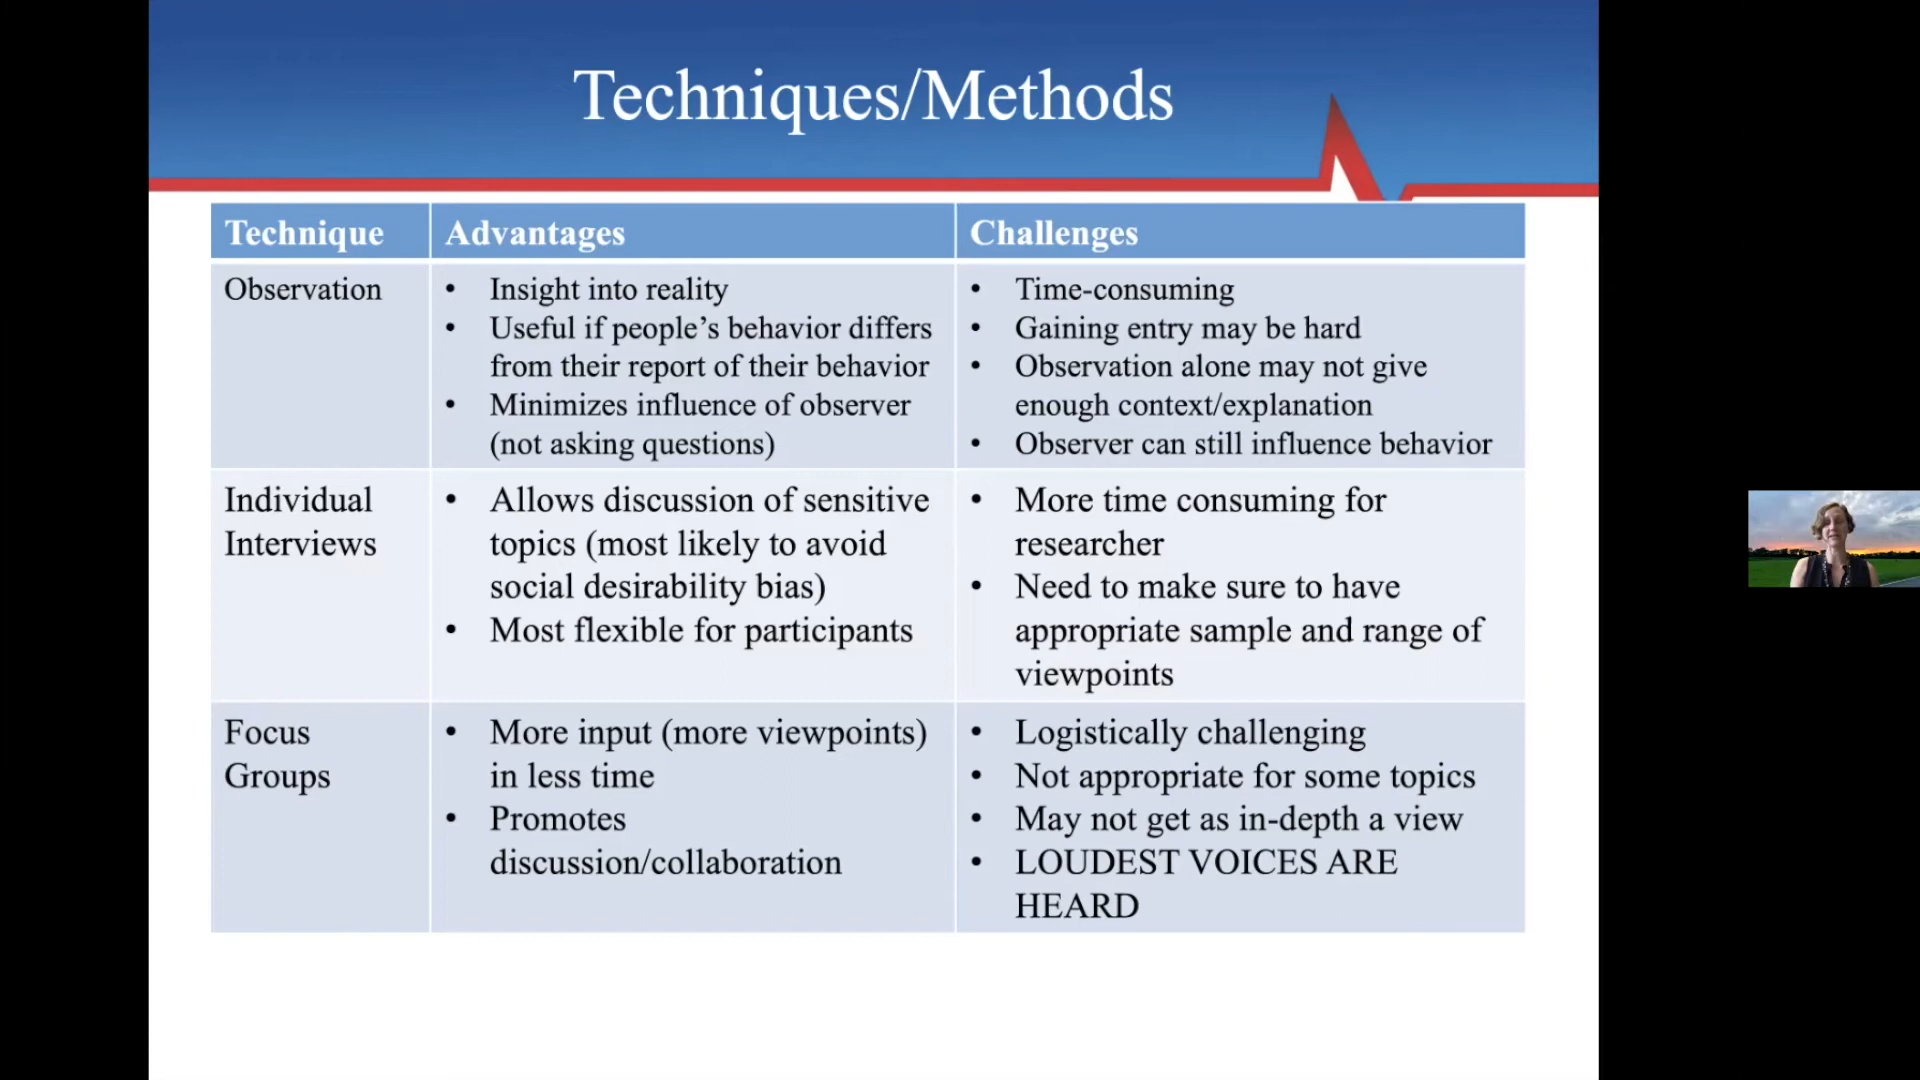 Techniques/Methods
Technique
Advantages
Challenges
Observation
• Insight into reality
• Useful if people’s behavior differs
from their report of their behavior
• Minimizes influence of observer
(not asking questions)
• Time-consuming
• Gaining entry may be hard
• Observation alone may not give
enough context/explanation
• Observer can still influence behavior
Individual
Interviews
• Allows discussion of sensitive
topics (most likely to avoid
social desirability bias)
• Most flexible for participants
• More time consuming for
researcher
• Need to make sure to have
appropriate sample and range of
viewpoints
Focus
Groups
• More input (more viewpoints)
in less time
• Promotes
discussion/collaboration
• Logistically challenging
• Not appropriate for some topics
• May not get as in-depth a view
• LOUDEST VOICES ARE
HEARD